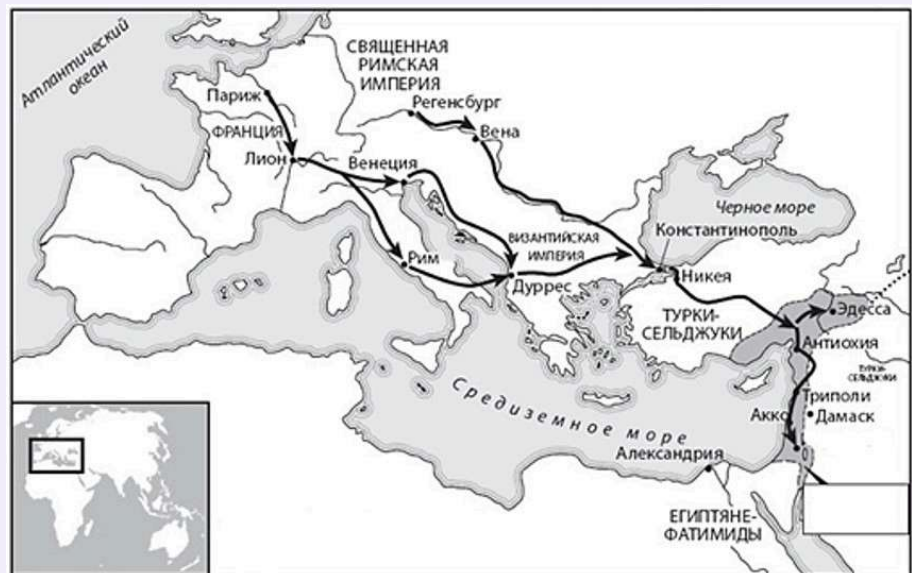 Атлантический
океан
СВЯЩЕННАЯ
РИМСКАЯ
ИМПЕРИЯ
Париж
Регенсбург
Вена
ФРАНЦИЯ
Лион
Венеция
Черное море
Константинополь
ВИЗАНТИЙСКАЯ
ИМПЕРИЯ
Рим
Дуррес
Никея
ТУРКИ-
СЕЛЬДЖУКИ
Эдесса
Антиохия
ТУРКИ-
СЕЛЬДЖУКИ
Средиземное море
Триполи
Акко
Дамаск
Александрия
ЕГИПТЯНЕ-
ФАТИМИДЫ